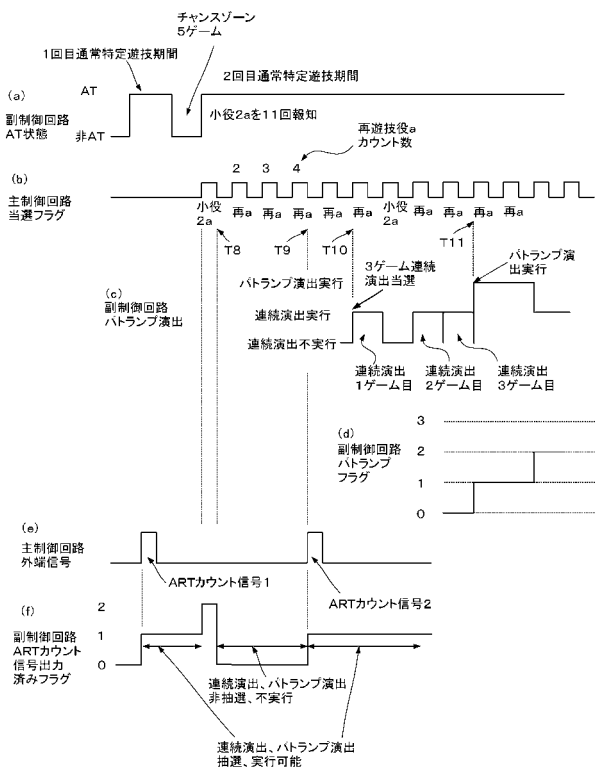 チャンスゾーン
5ゲーム
1回目通常特定遊技期間
(a)
AT
2回目通常特定遊技期間
副制御回路
AT状態
非AT
小役2aを11回報知
再遊技役a
カウント数
(b)
2 3 4
主制御回路
当選フラグ
小役
2a
再a 再a 再a 再a 再a
小役
2a
再a 再a 再a 再a
T8 T9 T10 T11
3ゲーム連続
演出当選
パトランプ演
出実行
(c)
副制御回路
パトランプ演出
パトランプ演出実行
連続演出実行
連続演出不実行
連続演出
1ゲーム目
連続演出
2ゲーム目
連続演出
3ゲーム目
(d)
副制御回路
パトランプ
フラグ
3
2
1
0
(e)
主制御回路
外端信号
ARTカウント信号1
ARTカウント信号2
(f)
副制御回路
ARTカウント
信号出力
済みフラグ
2
1
0
連続演出、パトランプ演出
非抽選、不実行
連続演出、パトランプ演出
抽選、実行可能